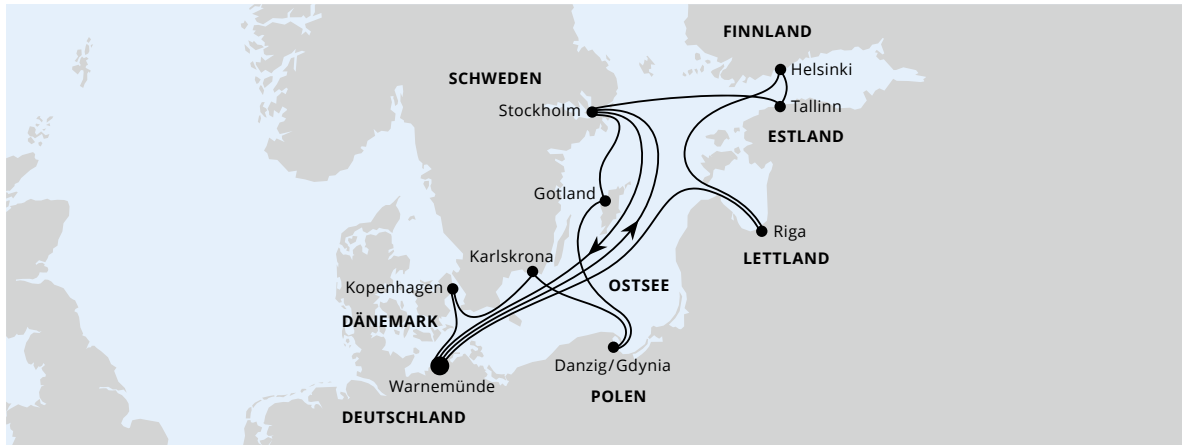 FINNLAND
Helsinki
SCHWEDEN
Stockholm
Tallinn
ESTLAND
Gotland
Riga
Karlskrona
LETTLAND
OSTSEE
Kopenhagen
DÄNEMARK
Danzig/Gdynia
Warnemünde
POLEN
DEUTSCHLAND